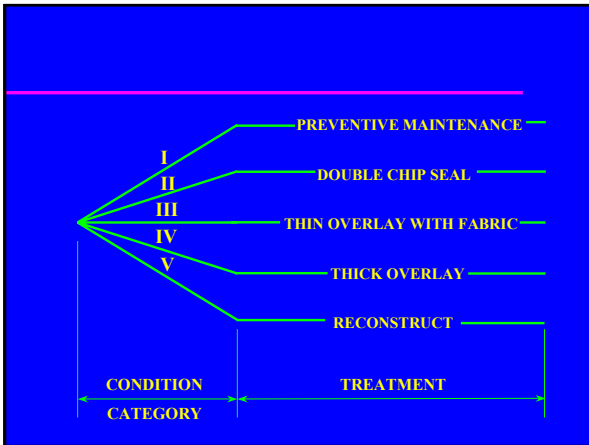 PREVENTIVE MAINTENANCE
I
II
DOUBLE CHIP SEAL
III
THIN OVERLAY WITH FABRIC
IV
V
THICK OVERLAY
RECONSTRUCT
CONDITION
CATEGORY
TREATMENT